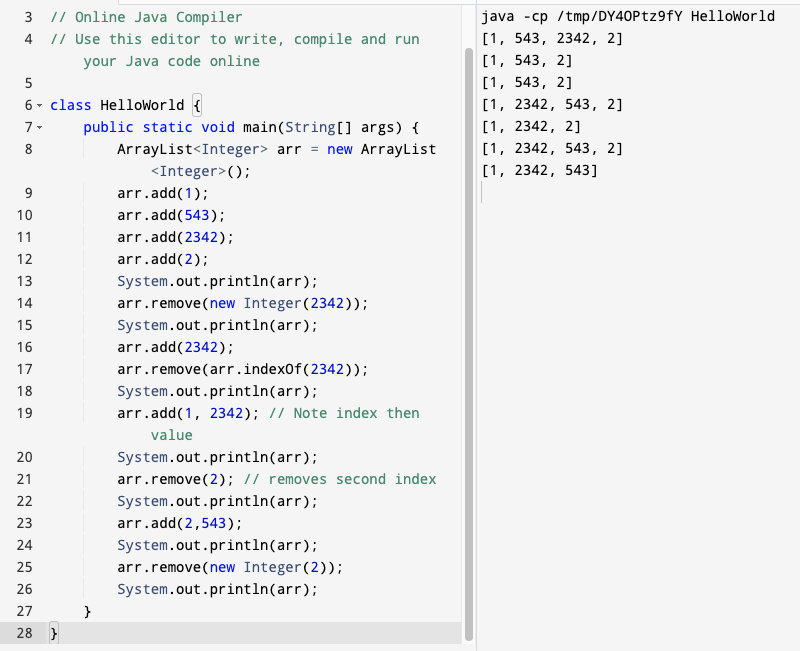 3 // Online Java Compiler
4 // Use this editor to write, compile and run
your Java code online
5
6 class HelloWorld {
7 public static void main(String[] args) {
8 ArrayList<Integer> arr = new ArrayList
<Integer>();
9 arr.add(1);
10 arr.add(543);
11 arr.add(2342);
12 arr.add(2);
13 System.out.println(arr);
14 arr.remove(new Integer(2342));
15 System.out.println(arr);
16 arr.add(2342);
17 arr.remove(arr.indexOf(2342));
18 System.out.println(arr);
19 arr.add(1, 2342); // Note index then
value
20 System.out.println(arr);
21 arr.remove(2); // removes second index
22 System.out.println(arr);
23 arr.add(2,543);
24 System.out.println(arr);
25 arr.remove(new Integer(2));
26 System.out.println(arr);
27 }
28 }
java -cp /tmp/DY4OPtz9fY HelloWorld
[1, 543, 2342, 2]
[1, 543, 2]
[1, 543, 2]
[1, 2342, 543, 2]
[1, 2342, 2]
[1, 2342, 543, 2]
[1, 2342, 543]